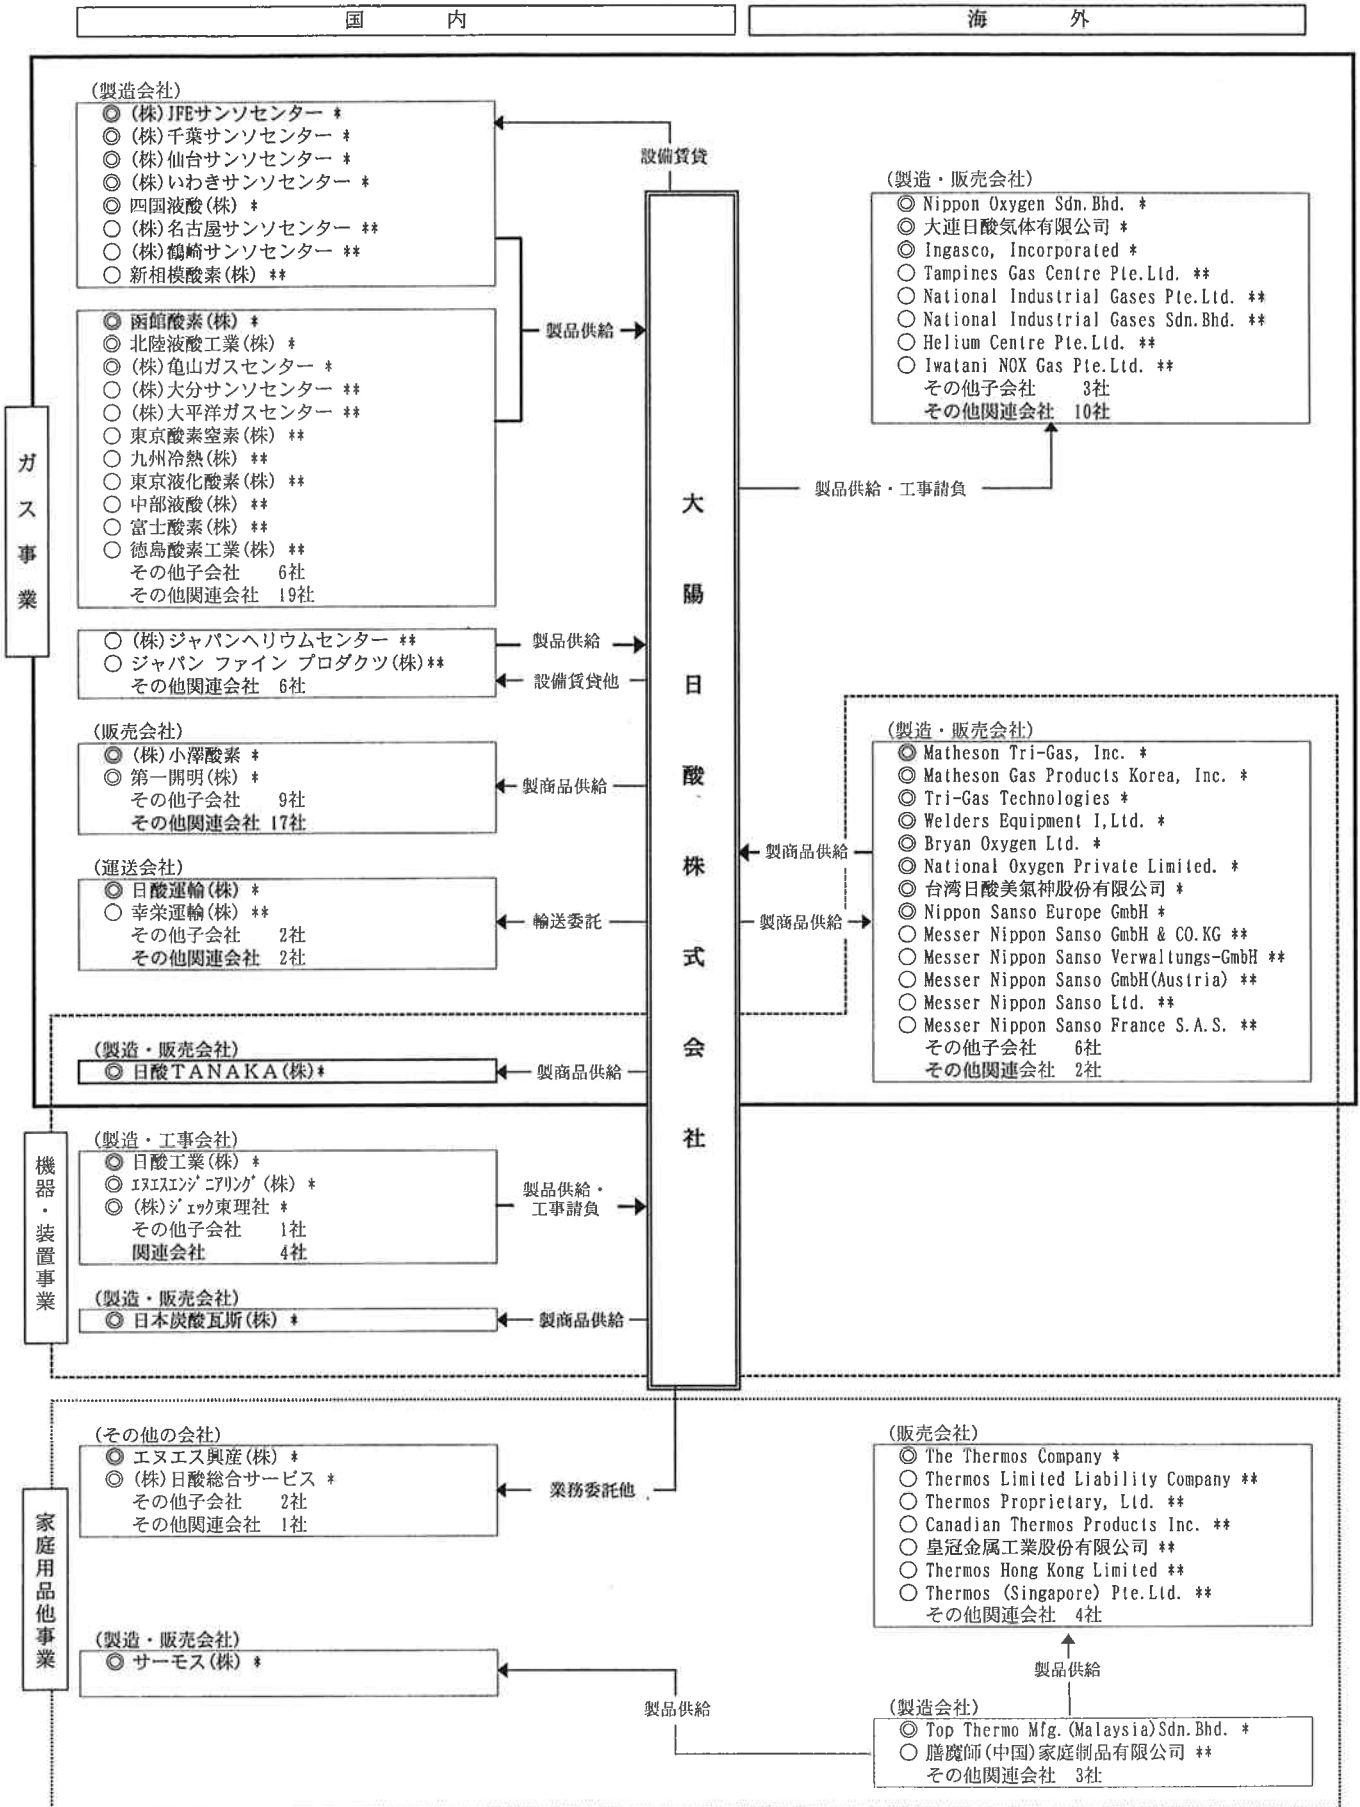 国 内
海 外
(製造会社)
◎ (株)JFEサンソセンター *
◎ (株)千葉サンソセンター *
◎ (株)仙台サンソセンター *
◎ (株)いわきサンソセンター *
◎ 四国液酸(株) *
○ (株)名古屋サンソセンター **
○ (株)鶴崎サンソセンター **
○ 新相模酸素(株) **
設備賃貸
◎ 函館酸素(株) *
◎ 北陸液酸工業(株) *
◎ (株)亀山ガスセンター *
○ (株)大分サンソセンター **
○ (株)大平洋ガスセンター **
○ 東京酸素窒素(株) **
○ 九州冷熱(株) **
○ 東京液化酸素(株) **
○ 中部液酸(株) **
○ 富士酸素(株) **
○ 徳島酸素工業(株) **
その他子会社 6社
その他関連会社 19社
製品供給
○ (株)ジャパンヘリウムセンター **
○ ジャパン ファイン プロダクツ(株)**
その他関連会社 6社
製品供給
設備賃貸他
(販売会社)
◎ (株)小澤酸素 *
◎ 第一開明(株) *
その他子会社 9社
その他関連会社 17社
製商品供給
(運送会社)
◎ 日酸運輸(株) *
○ 幸栄運輸(株) **
その他子会社 2社
その他関連会社 2社
輸送委託
(製造・販売会社)
◎ 日酸TANAKA(株)*
製商品供給
ガス事業
大陽日酸株式会社
(製造・販売会社)
◎ Nippon Oxygen Sdn.Bhd. *
◎ 大連日酸気体有限公司 *
◎ Ingasco, Incorporated *
○ Tampines Gas Centre Pte.Ltd. **
○ National Industrial Gases Pte.Ltd. **
○ National Industrial Gases Sdn.Bhd. **
○ Helium Centre Pte.Ltd. **
○ Iwatani NOX Gas Pte.Ltd. **
その他子会社 3社
その他関連会社 10社
製品供給・工事請負
(製造・販売会社)
◎ Matheson Tri-Gas, Inc. *
◎ Matheson Gas Products Korea, Inc. *
◎ Tri-Gas Technologies *
◎ Welders Equipment I,Ltd. *
◎ Bryan Oxygen Ltd. *
◎ National Oxygen Private Limited. *
◎ 台湾日酸美氣神股份有限公司 *
◎ Nippon Sanso Europe GmbH *
○ Messer Nippon Sanso GmbH & CO.KG **
○ Messer Nippon Sanso Verwaltungs-GmbH **
○ Messer Nippon Sanso GmbH(Austria) **
○ Messer Nippon Sanso Ltd. **
○ Messer Nippon Sanso France S.A.S. **
その他子会社 6社
その他関連会社 2社
製商品供給
製商品供給
機器・装置事業
(製造・工事会社)
◎ 日酸工業(株) *
◎ エヌエスエンジニアリング(株) *
◎ (株)ジェック東理社 *
その他子会社 1社
関連会社 4社
製品供給・
工事請負
(製造・販売会社)
◎ 日本炭酸瓦斯(株) *
製商品供給
家庭用品他事業
(その他の会社)
◎ エヌエス興産(株) *
◎ (株)日酸総合サービス *
その他子会社 2社
その他関連会社 1社
業務委託他
(製造・販売会社)
◎ サーモス(株) *
製品供給
(販売会社)
◎ The Thermos Company *
○ Thermos Limited Liability Company **
○ Thermos Proprietary, Ltd. **
○ Canadian Thermos Products Inc. **
○ 皇冠金属工業股份有限公司 **
○ Thermos Hong Kong Limited **
○ Thermos (Singapore) Pte.Ltd. **
その他関連会社 4社
製品供給
(製造会社)
◎ Top Thermo Mfg.(Malaysia)Sdn.Bhd. *
○ 膳魔師(中国)家庭制品有限公司 **
その他関連会社 3社